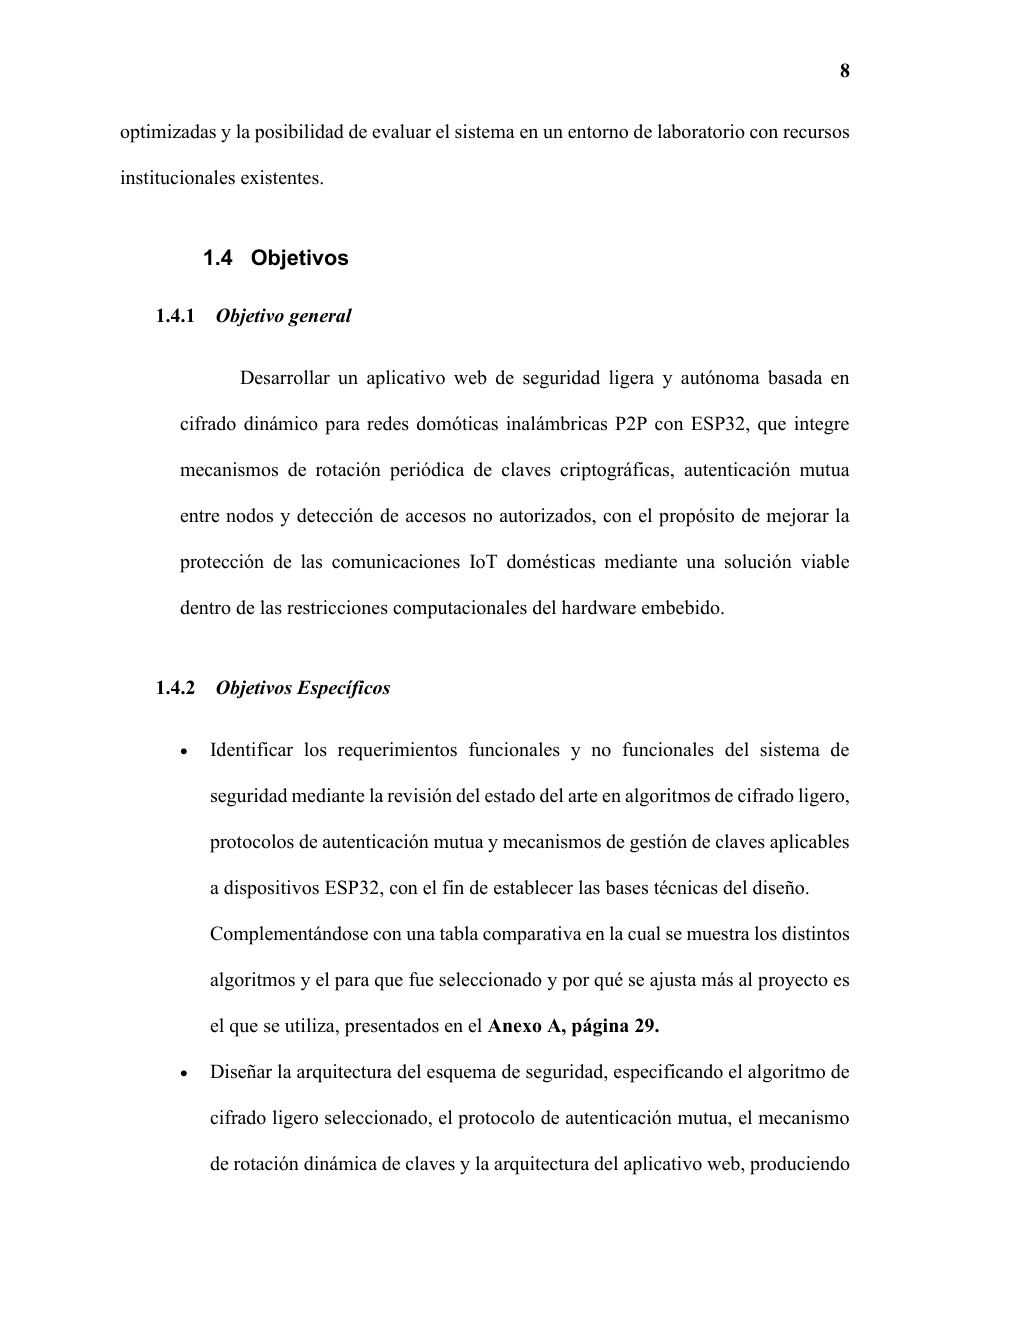 8
optimizadas y la posibilidad de evaluar el sistema en un entorno de laboratorio con recursos
institucionales existentes.
1.4 Objetivos
1.4.1 Objetivo general
Desarrollar un aplicativo web de seguridad ligera y autónoma basada en
cifrado dinámico para redes domóticas inalámbricas P2P con ESP32, que integre
mecanismos de rotación periódica de claves criptográficas, autenticación mutua
entre nodos y detección de accesos no autorizados, con el propósito de mejorar la
protección de las comunicaciones IoT domésticas mediante una solución viable
dentro de las restricciones computacionales del hardware embebido.
1.4.2 Objetivos Específicos
• Identificar los requerimientos funcionales y no funcionales del sistema de
seguridad mediante la revisión del estado del arte en algoritmos de cifrado ligero,
protocolos de autenticación mutua y mecanismos de gestión de claves aplicables
a dispositivos ESP32, con el fin de establecer las bases técnicas del diseño.
Complementándose con una tabla comparativa en la cual se muestra los distintos
algoritmos y el para que fue seleccionado y por qué se ajusta más al proyecto es
el que se utiliza, presentados en el Anexo A, página 29.
• Diseñar la arquitectura del esquema de seguridad, especificando el algoritmo de
cifrado ligero seleccionado, el protocolo de autenticación mutua, el mecanismo
de rotación dinámica de claves y la arquitectura del aplicativo web, produciendo